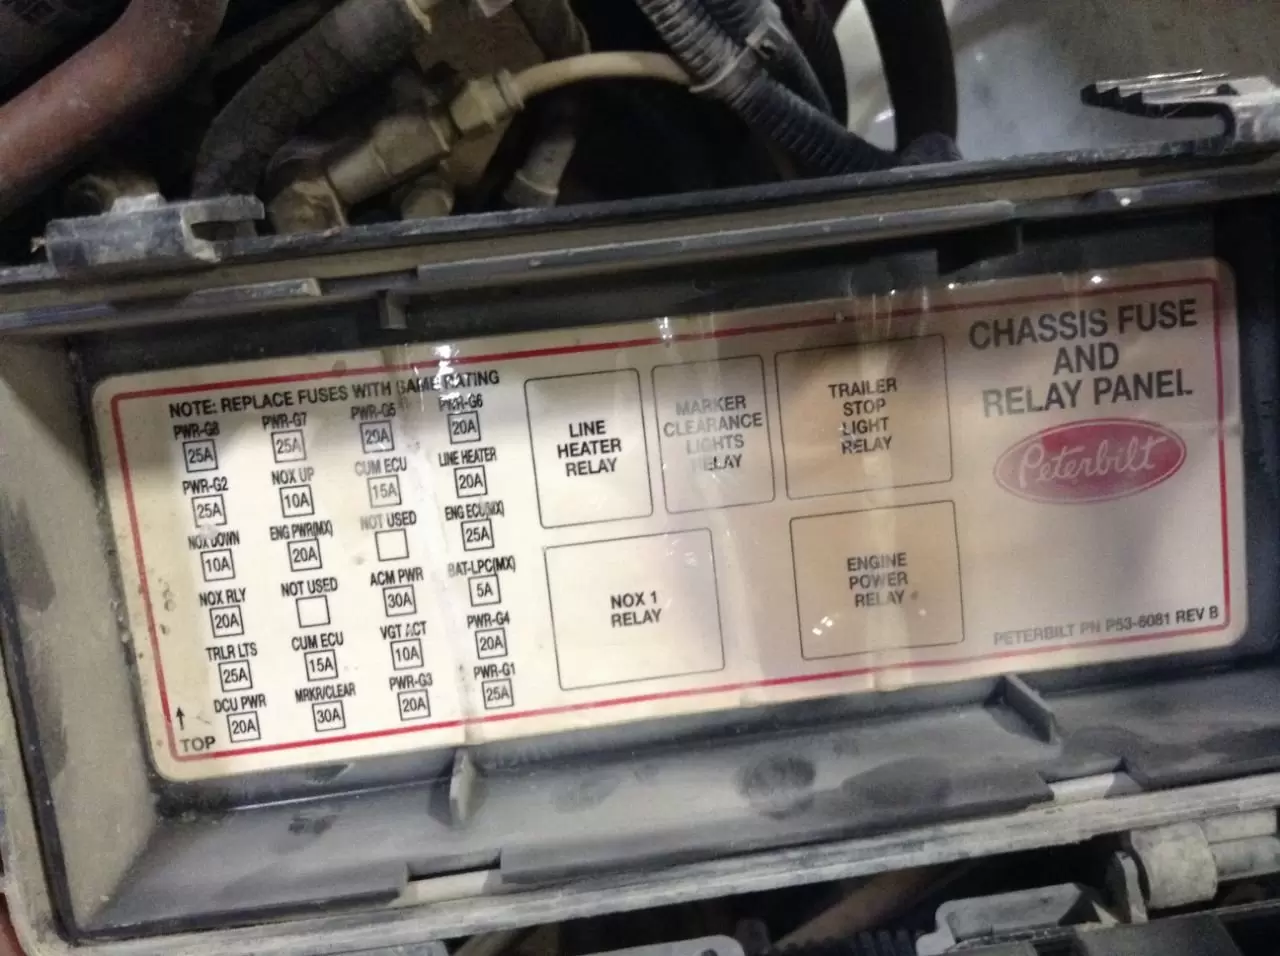 NOTE: REPLACE FUSES WITH SAME RATING
PWR-G8 PWR-G7 PWR-G5 PWR-G6
25A 25A 20A 20A
PWR-G2 NOX UP CUM ECU LINE HEATER
25A 10A 15A 20A
NOX DOWN ENG PWR(MX) NOT USED ENG ECU(MX)
10A 20A 25A
NOX RLY NOT USED ACM PWR BAT-LPC(MX)
20A 30A 5A
TRLR LTS CUM ECU VGT ACT PWR-G4
25A 15A 10A 20A
DCU PWR MRKR/CLEAR PWR-G3 PWR-G1
20A 30A 20A 25A
↑
TOP
LINE
HEATER
RELAY
MARKER
CLEARANCE
LIGHTS
RELAY
TRAILER
STOP
LIGHT
RELAY
NOX 1
RELAY
ENGINE
POWER
RELAY
CHASSIS FUSE
AND
RELAY PANEL
Peterbilt
PETERBILT PN P53-6081 REV B